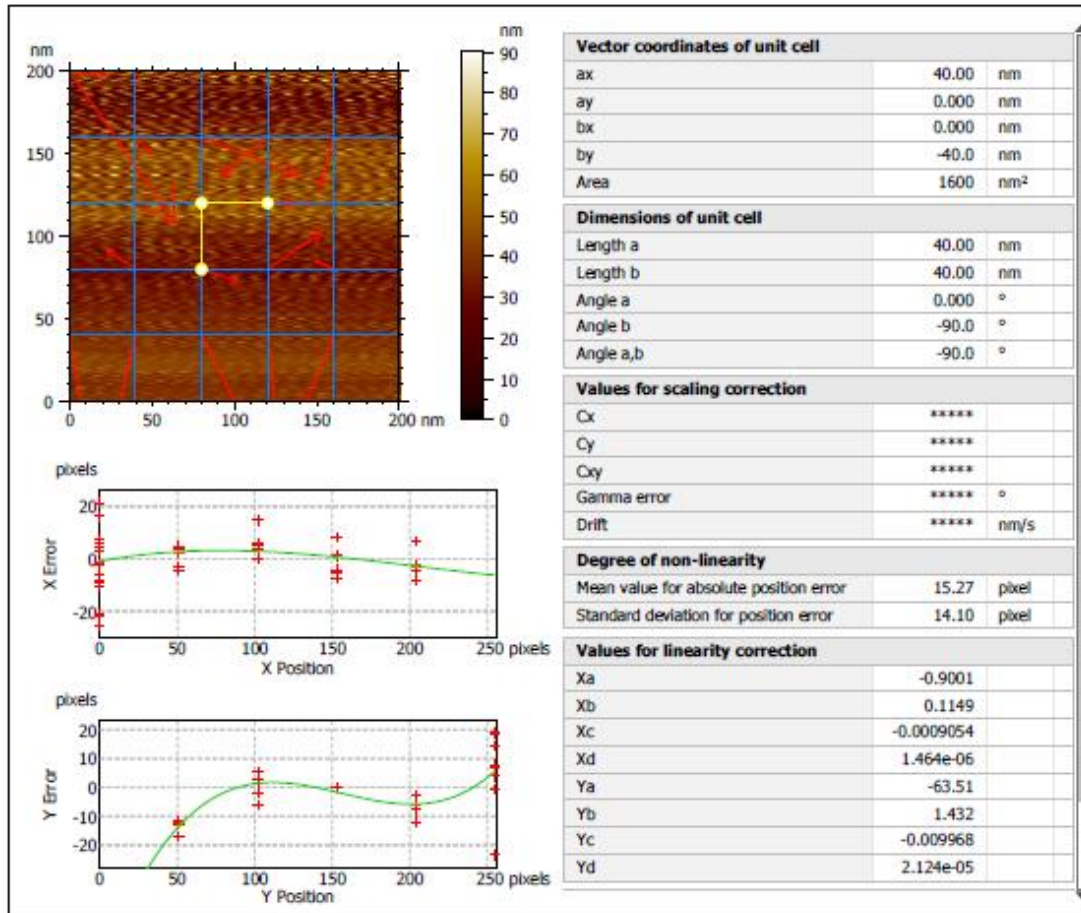 nm
200
150
100
50
0
0 50 100 150 200 nm
nm
90
80
70
60
50
40
30
20
10
0
pixels
X Error
20
0
-20
0 50 100 150 200 250 pixels
X Position
pixels
Y Error
20
10
0
-10
-20
0 50 100 150 200 250 pixels
Y Position
Vector coordinates of unit cell
ax 40.00 nm
ay 0.000 nm
bx 0.000 nm
by -40.0 nm
Area 1600 nm²
Dimensions of unit cell
Length a 40.00 nm
Length b 40.00 nm
Angle a 0.000 °
Angle b -90.0 °
Angle a,b -90.0 °
Values for scaling correction
Cx *****
Cy *****
Cxy *****
Gamma error ***** °
Drift ***** nm/s
Degree of non-linearity
Mean value for absolute position error 15.27 pixel
Standard deviation for position error 14.10 pixel
Values for linearity correction
Xa -0.9001
Xb 0.1149
Xc -0.0009054
Xd 1.464e-06
Ya -63.51
Yb 1.432
Yc -0.009968
Yd 2.124e-05